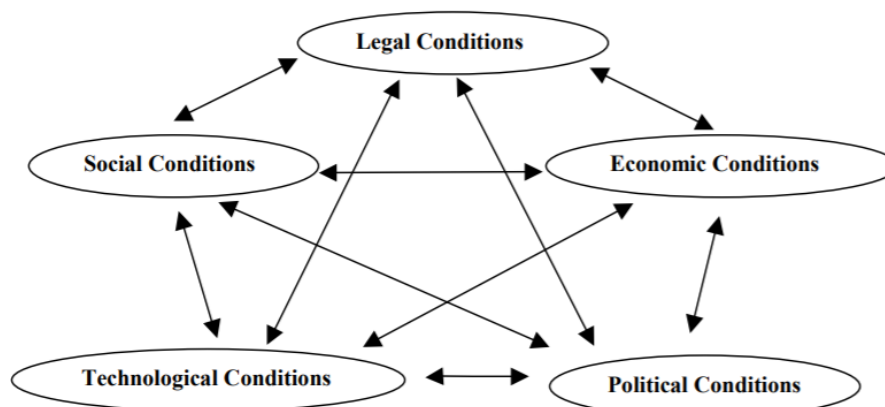 Legal Conditions
Social Conditions
Economic Conditions
Technological Conditions
Political Conditions